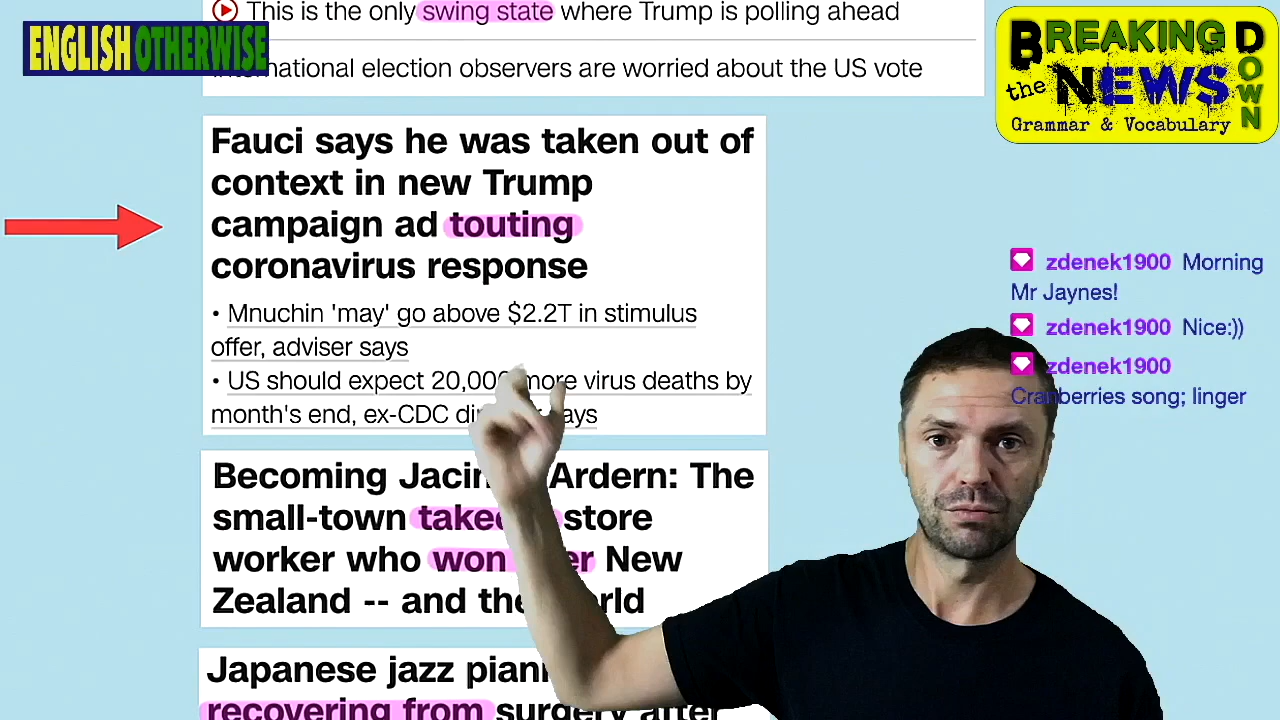 This is the only swing state where Trump is polling ahead
ENGLISH OTHERWISE
election observers are worried about the US vote
BREAKING DOWN
the NEWS
Grammar & Vocabulary
Fauci says he was taken out of
context in new Trump
campaign ad touting
coronavirus response
• Mnuchin 'may' go above $2.2T in stimulus
offer, adviser says
• US should expect 20,000 more virus deaths by
month's end, ex-CDC says
zdenek1900 Morning
Mr Jaynes!
zdenek1900 Nice:))
zdenek1900
Cranberries song; linger
Becoming Ardern: The
small-town store
worker who won New
Zealand -- and
Japanese jazz
recovering from surgery after